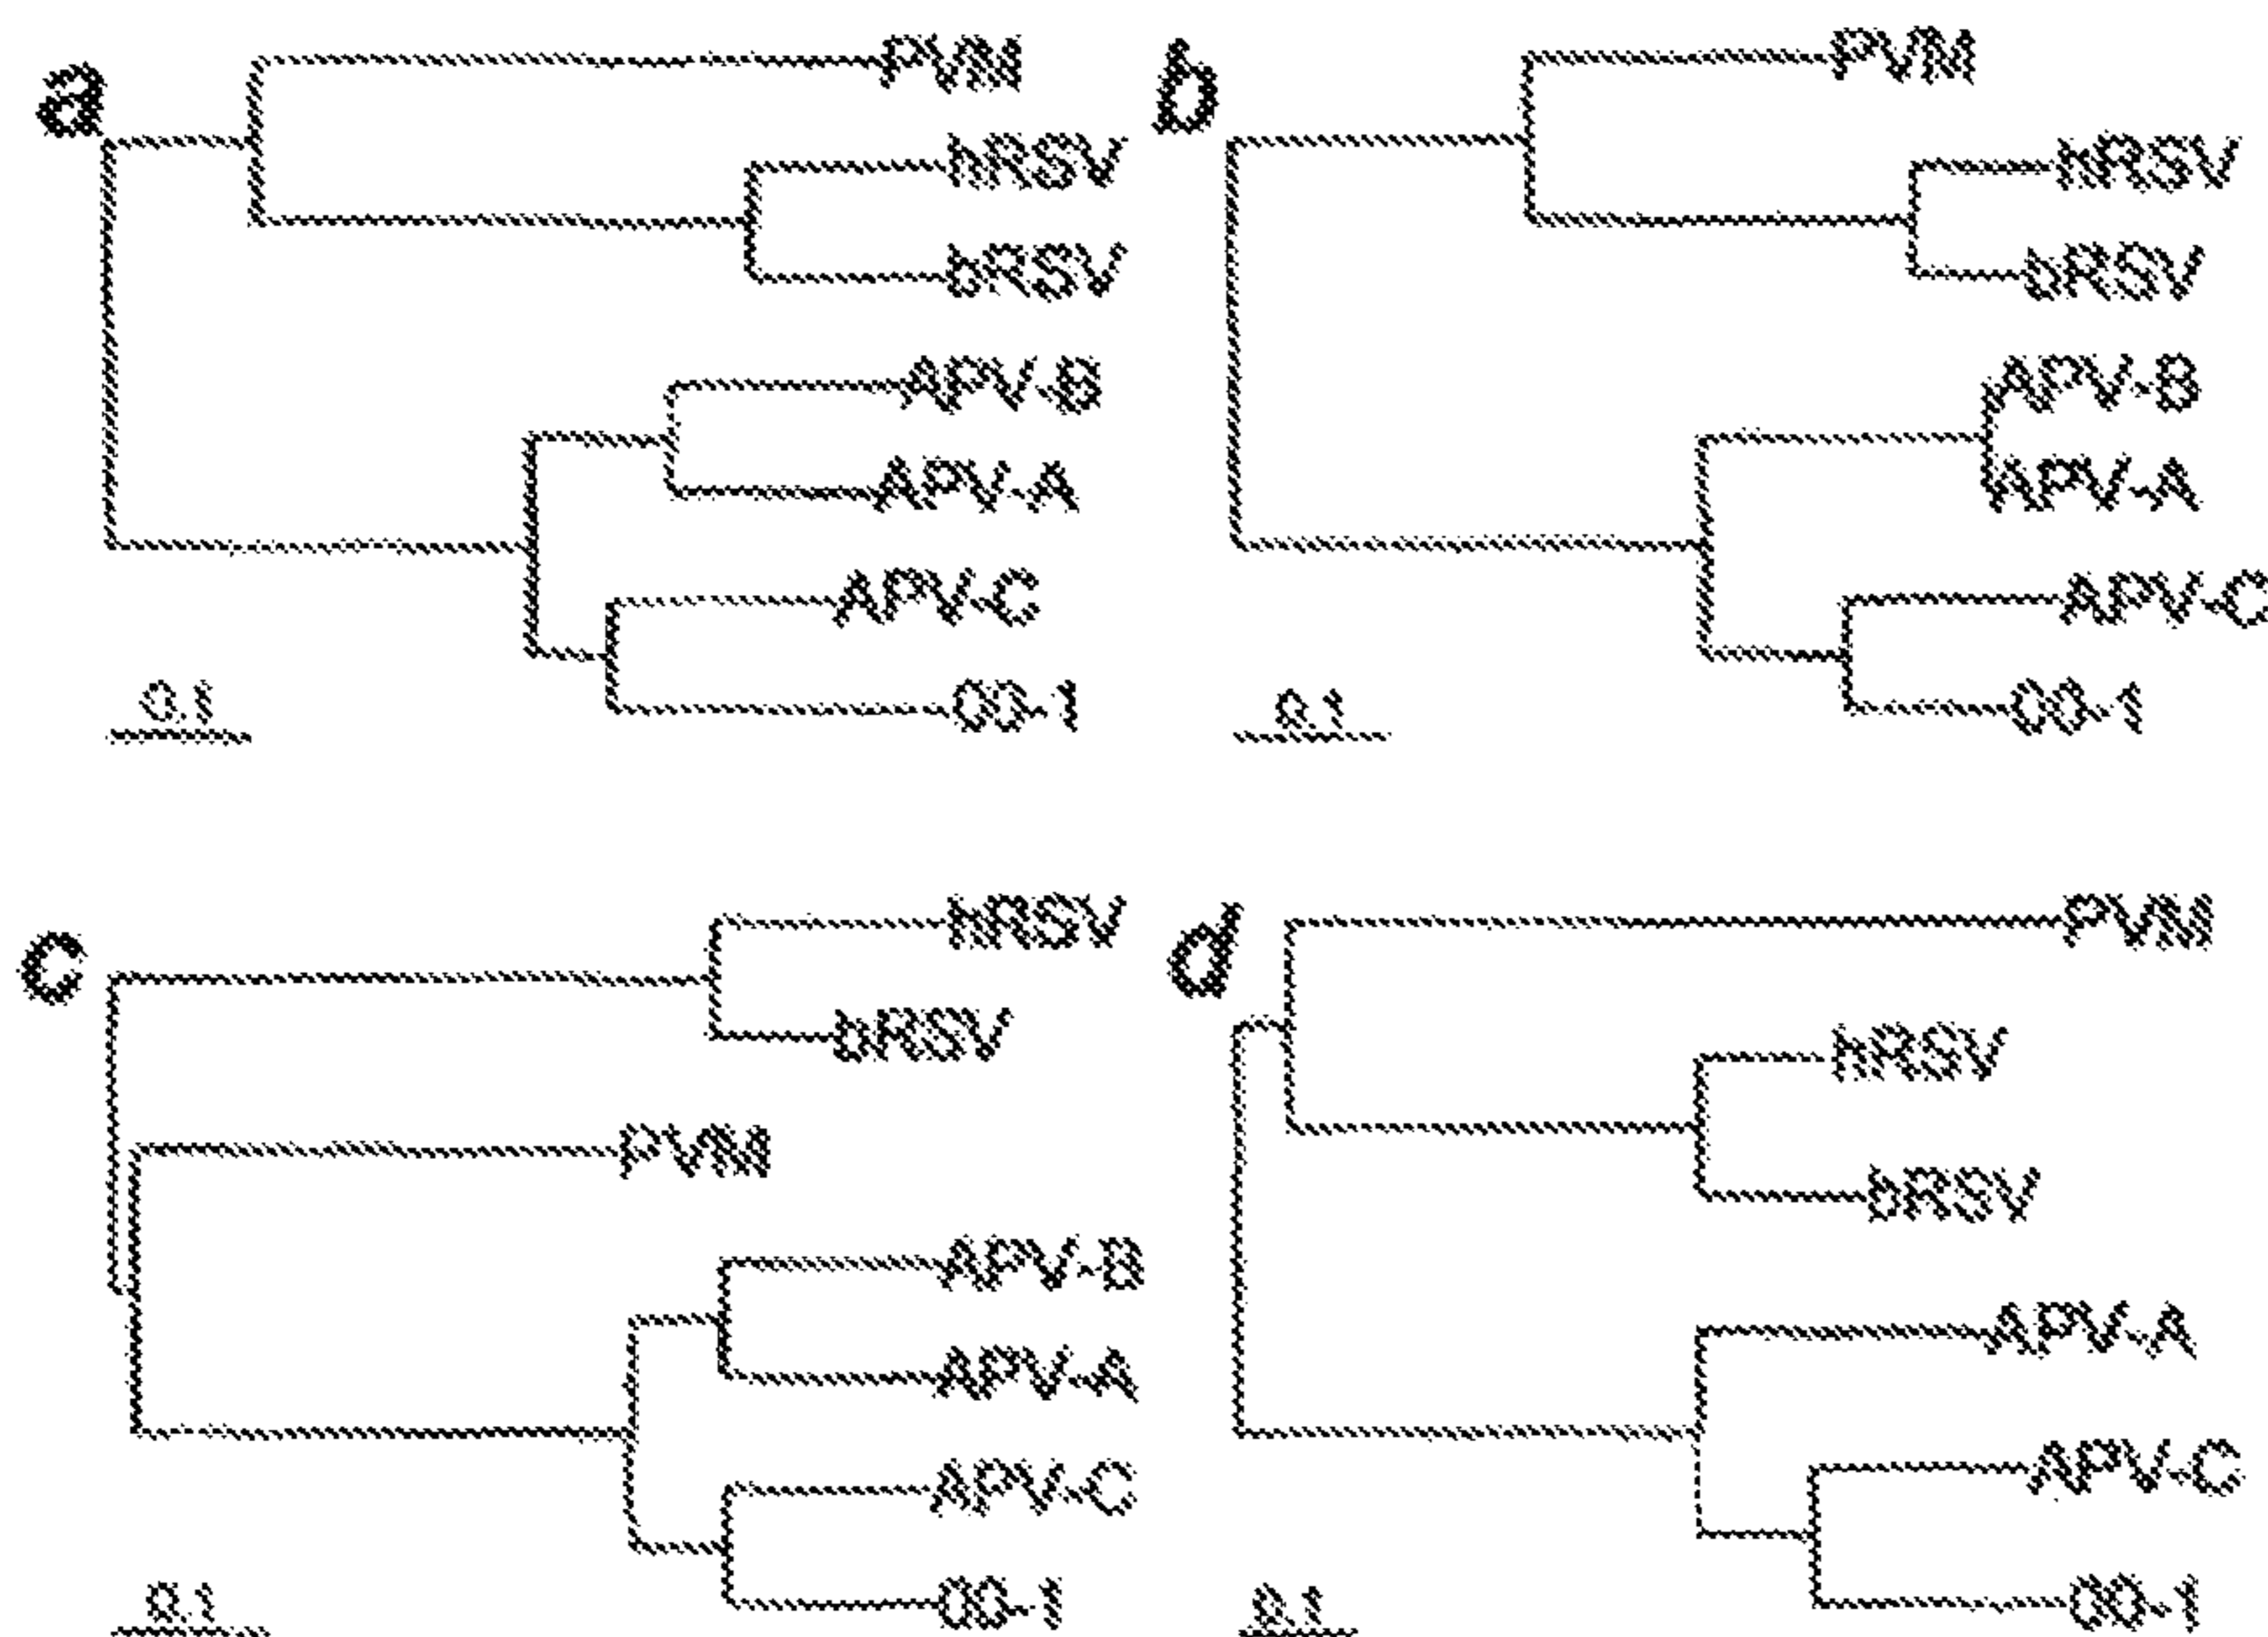 a
PVM
hRSV
bRSV
APV-B
APV-A
APV-C
00-1
0.1
b
PVM
hRSV
bRSV
APV-B
APV-A
APV-C
00-1
0.1
c
hRSV
bRSV
PVM
APV-B
APV-A
APV-C
00-1
0.1
d
PVM
hRSV
bRSV
APV-A
APV-C
00-1
0.1